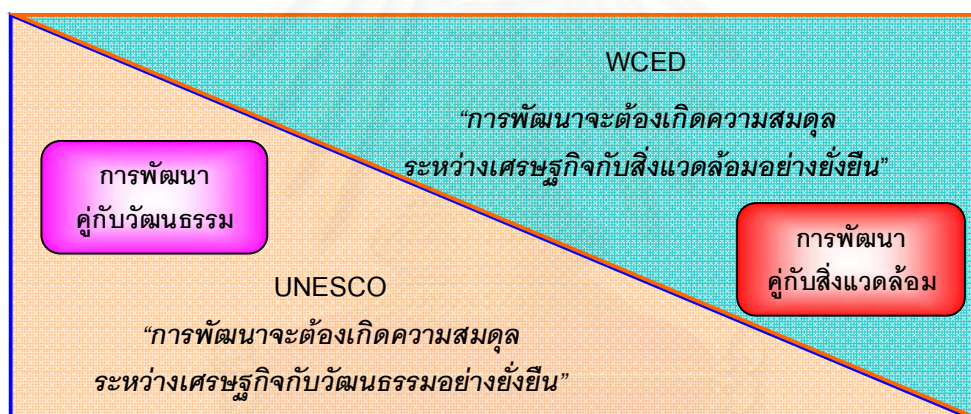 WCED
“การพัฒนาจะต้องเกิดความสมดุล
ระหว่างเศรษฐกิจกับสิ่งแวดล้อมอย่างยั่งยืน”
การพัฒนา
คู่กับวัฒนธรรม
การพัฒนา
คู่กับสิ่งแวดล้อม
UNESCO
“การพัฒนาจะต้องเกิดความสมดุล
ระหว่างเศรษฐกิจกับวัฒนธรรมอย่างยั่งยืน”